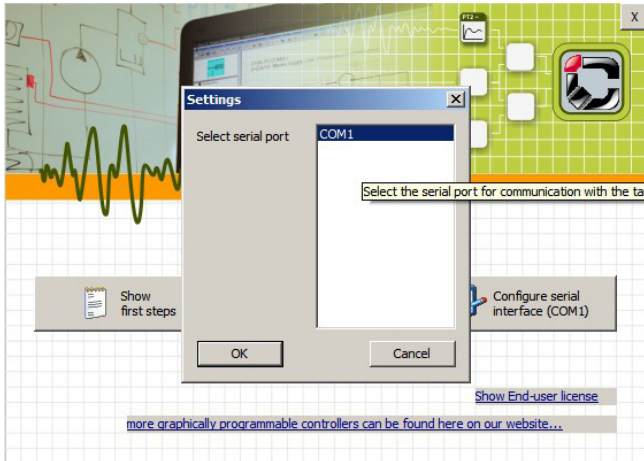 PT2~
X
Settings
X
Select serial port
COM1
Select the serial port for communication with the ta
Show
first steps
Configure serial
interface (COM1)
OK
Cancel
Show End-user license
more graphically programmable controllers can be found here on our website...